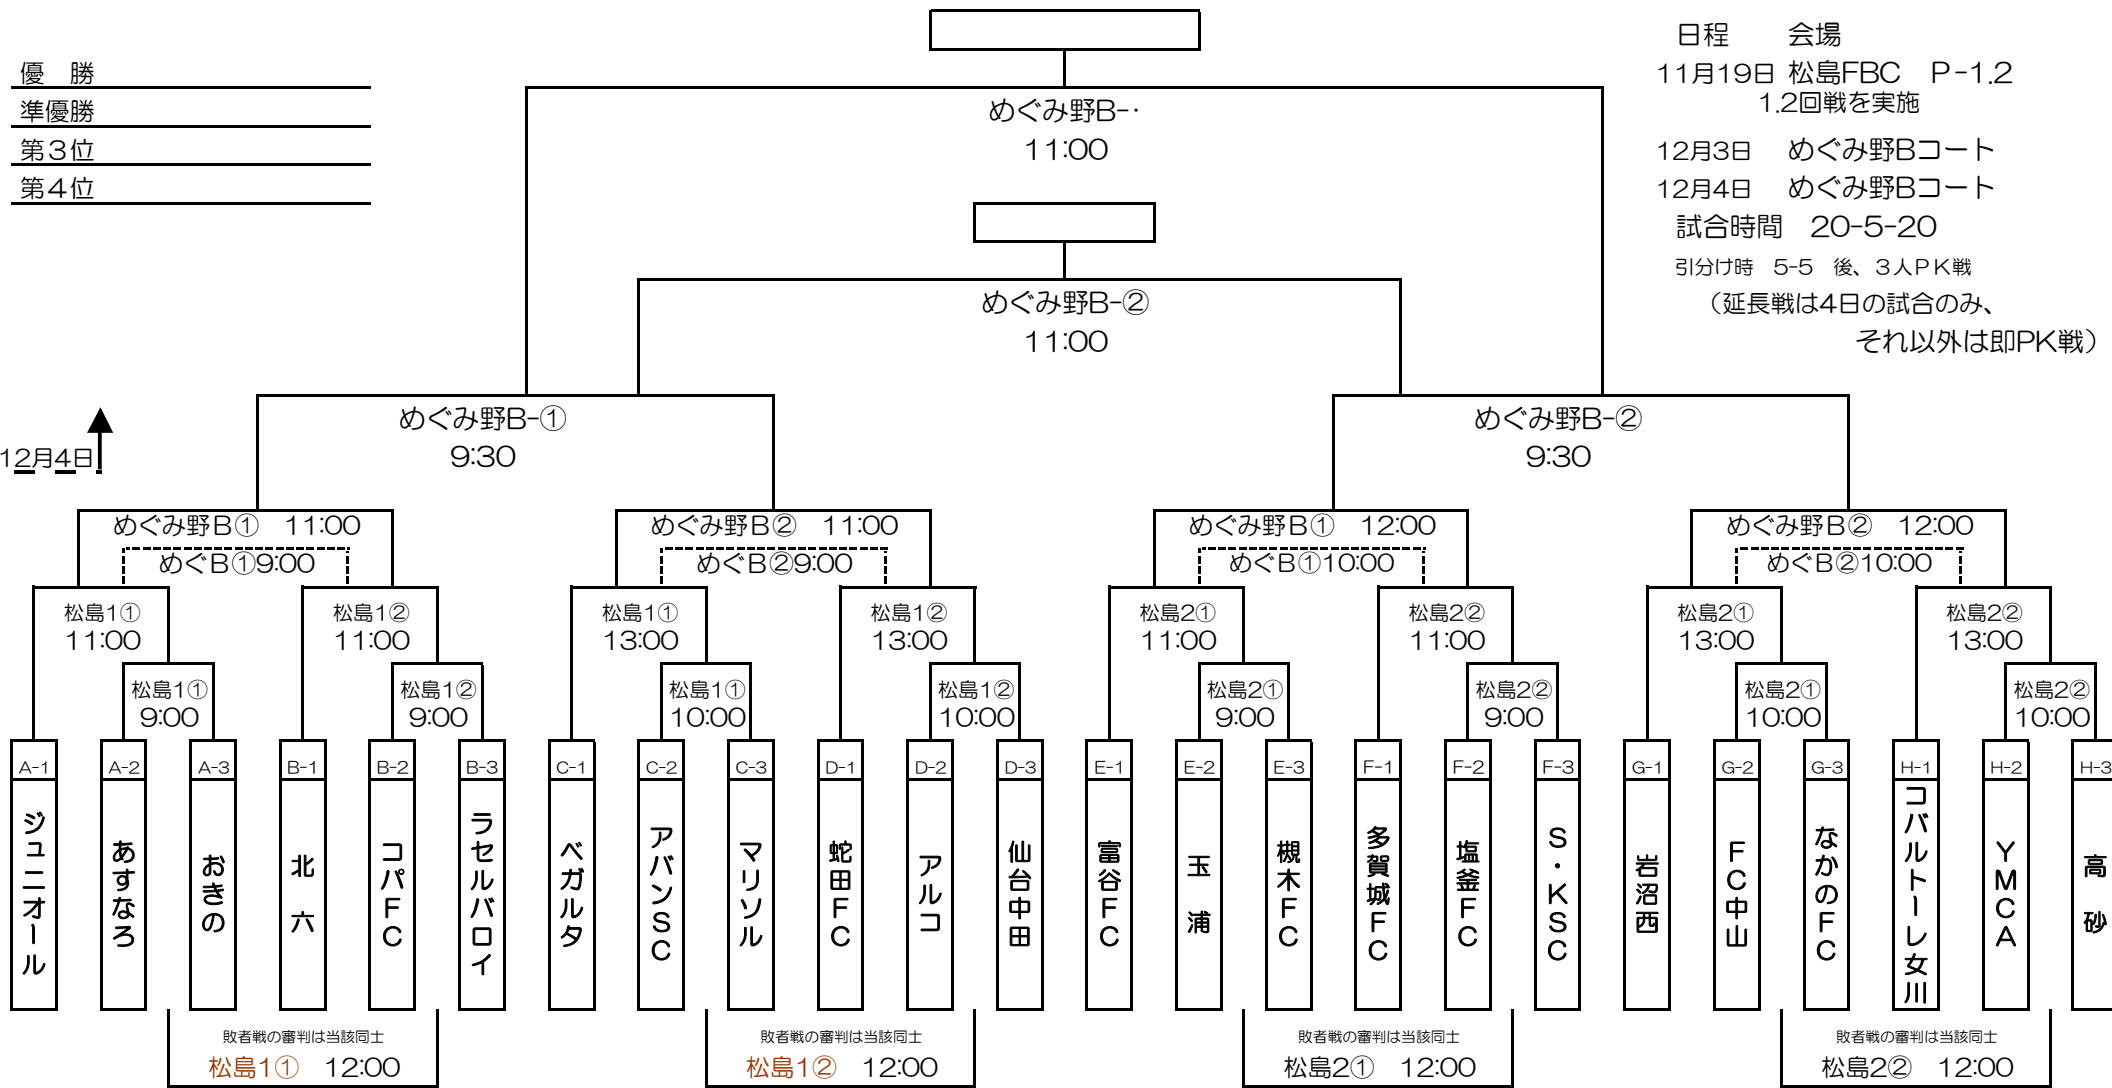 優　勝
準優勝
第３位
第４位
日程　会場
11月19日 松島FBC　P-1.2
1.2回戦を実施
12月3日　めぐみ野Bコート
12月4日　めぐみ野Bコート
試合時間　20-5-20
引分け時　5-5　後、３人ＰＫ戦
（延長戦は4日の試合のみ、
それ以外は即PK戦）
めぐみ野B-･
11:00
めぐみ野B-②
11:00
12月4日
めぐみ野B-①
9:30
めぐみ野B-②
9:30
めぐみ野Ｂ①　11:00
めぐみ野Ｂ②　11:00
めぐみ野Ｂ①　12:00
めぐみ野Ｂ②　12:00
めぐB①9:00
めぐB②9:00
めぐB①10:00
めぐB②10:00
松島1①
11:00
松島1②
11:00
松島1①
13:00
松島1②
13:00
松島2①
11:00
松島2②
11:00
松島2①
13:00
松島2②
13:00
松島1①
9:00
松島1②
9:00
松島1①
10:00
松島1②
10:00
松島2①
9:00
松島2②
9:00
松島2①
10:00
松島2②
10:00
A-1
ジュニオール
A-2
あすなろ
A-3
おきの
B-1
北　六
B-2
コパＦＣ
B-3
ラセルバロイ
C-1
ベガルタ
C-2
アバンＳＣ
C-3
マリソル
D-1
蛇田ＦＣ
D-2
アルコ
D-3
仙台中田
E-1
富谷ＦＣ
E-2
玉　浦
E-3
槻木ＦＣ
F-1
多賀城ＦＣ
F-2
塩釜ＦＣ
F-3
Ｓ・ＫＳＣ
G-1
岩沼西
G-2
ＦＣ中山
G-3
なかのＦＣ
H-1
コバルトーレ女川
H-2
ＹＭＣＡ
H-3
高　砂
敗者戦の審判は当該同士
松島1①　12:00
敗者戦の審判は当該同士
松島1②　12:00
敗者戦の審判は当該同士
松島2①　12:00
敗者戦の審判は当該同士
松島2②　12:00